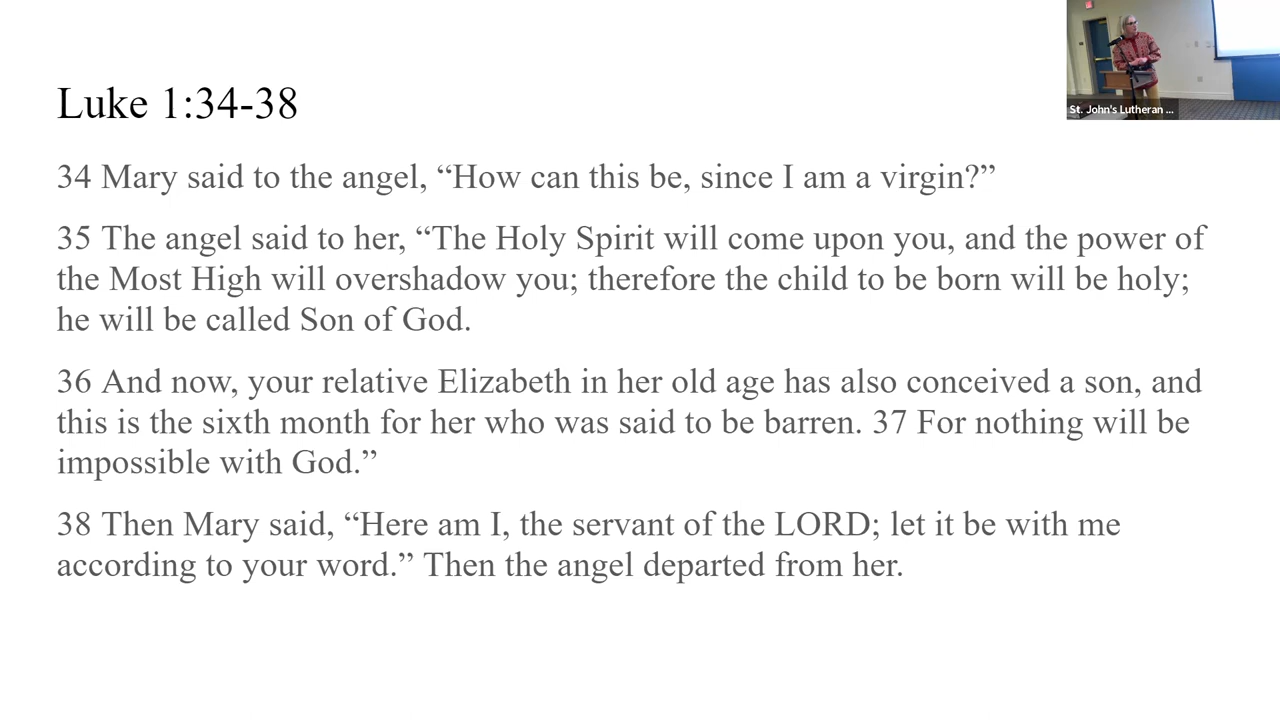 Luke 1:34-38
St. John's Lutheran ...
34 Mary said to the angel, “How can this be, since I am a virgin?”
35 The angel said to her, “The Holy Spirit will come upon you, and the power of
the Most High will overshadow you; therefore the child to be born will be holy;
he will be called Son of God.
36 And now, your relative Elizabeth in her old age has also conceived a son, and
this is the sixth month for her who was said to be barren. 37 For nothing will be
impossible with God.”
38 Then Mary said, “Here am I, the servant of the LORD; let it be with me
according to your word.” Then the angel departed from her.